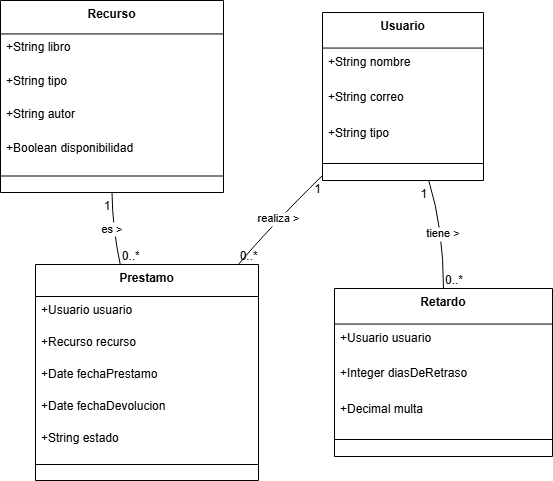 Recurso
+String libro
+String tipo
+String autor
+Boolean disponibilidad
Usuario
+String nombre
+String correo
+String tipo
1
es >
0..*
1
realiza >
0..*
1
tiene >
0..*
Prestamo
+Usuario usuario
+Recurso recurso
+Date fechaPrestamo
+Date fechaDevolucion
+String estado
Retardo
+Usuario usuario
+Integer diasDeRetraso
+Decimal multa